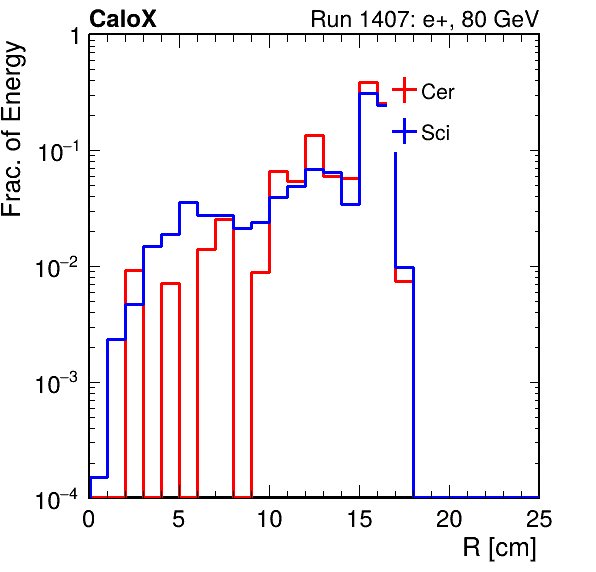 CaloX Run 1407: e+, 80 GeV
Frac. of Energy
1
10⁻¹
10⁻²
10⁻³
10⁻⁴
Cer
Sci
0 5 10 15 20 25
R [cm]